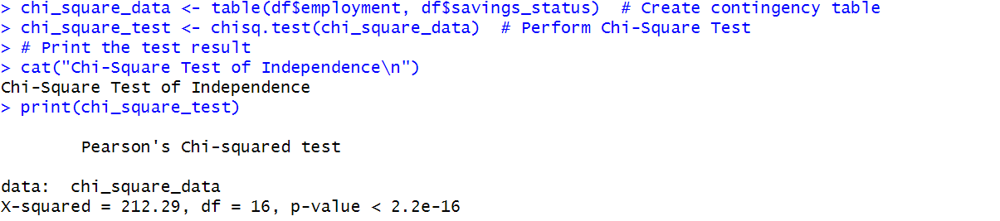 > chi_square_data <- table(df$employment, df$savings_status)  # Create contingency table
> chi_square_test <- chisq.test(chi_square_data)  # Perform Chi-Square Test
> # Print the test result
> cat("Chi-Square Test of Independence\n")
Chi-Square Test of Independence
> print(chi_square_test)
Pearson's Chi-squared test
data:  chi_square_data
X-squared = 212.29, df = 16, p-value < 2.2e-16